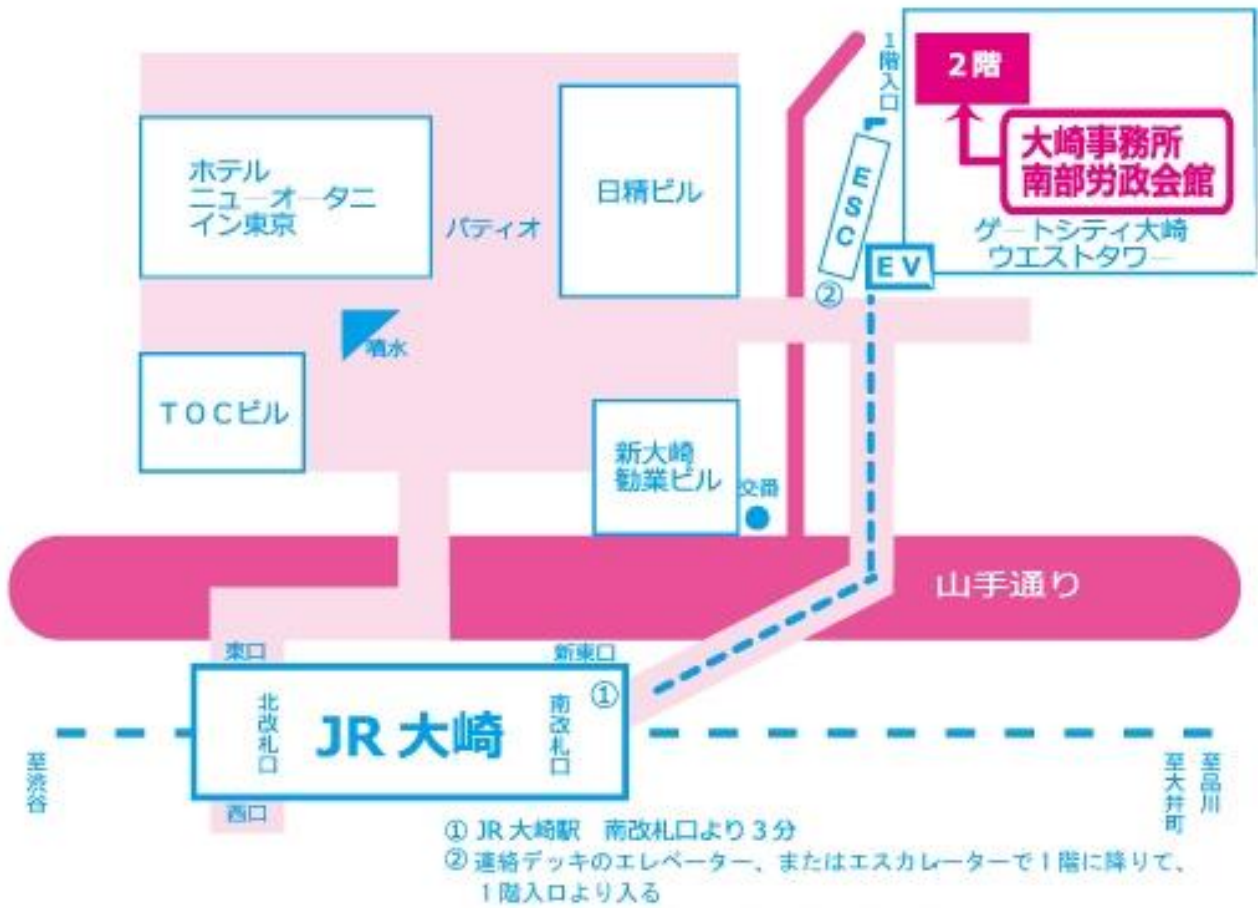 1階入口
2階
大崎事務所
南部労政会館
ゲートシティ大崎
ウエストタワー
ESC
EV
②
ホテル
ニューオータニ
イン東京
パティオ
日精ビル
噴水
TOCビル
新大崎
勧業ビル
交番
山手通り
東口
新東口
①
北改札口
JR 大崎
南改札口
西口
至渋谷
至大井町
至品川
① JR 大崎駅　南改札口より3分
② 連絡デッキのエレベーター、またはエスカレーターで1階に降りて、
1階入口より入る